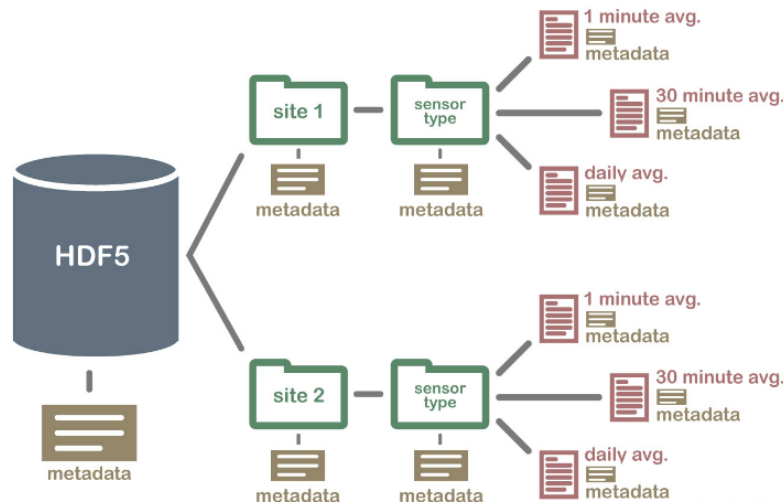 1 minute avg.
metadata
site 1
sensor
type
30 minute avg.
metadata
metadata
metadata
daily avg.
metadata
HDF5
metadata
site 2
sensor
type
metadata
metadata
1 minute avg.
metadata
30 minute avg.
metadata
daily avg.
metadata